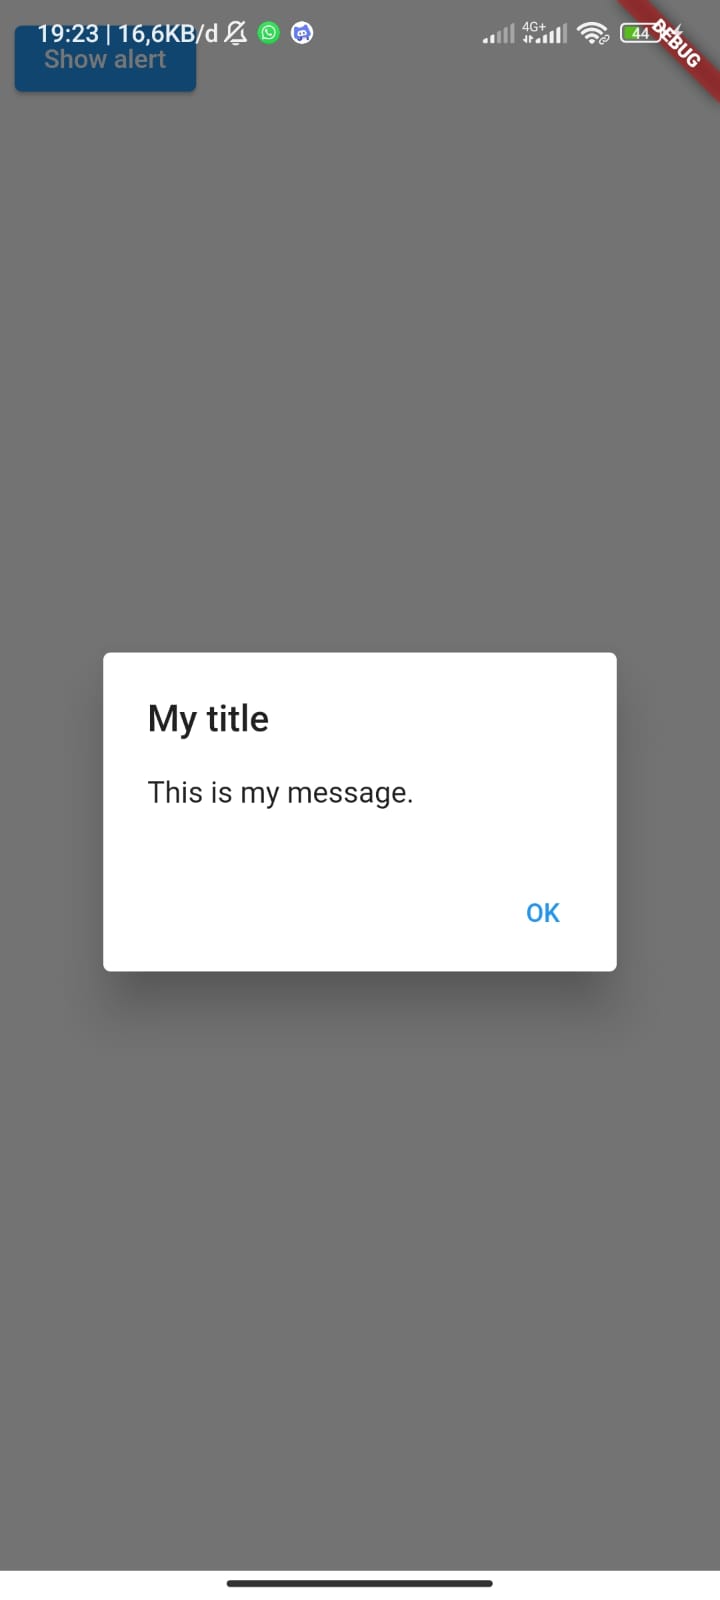 19:23 | 16,6KB/d
4G+
44
DEBUG
Show alert
My title
This is my message.
OK